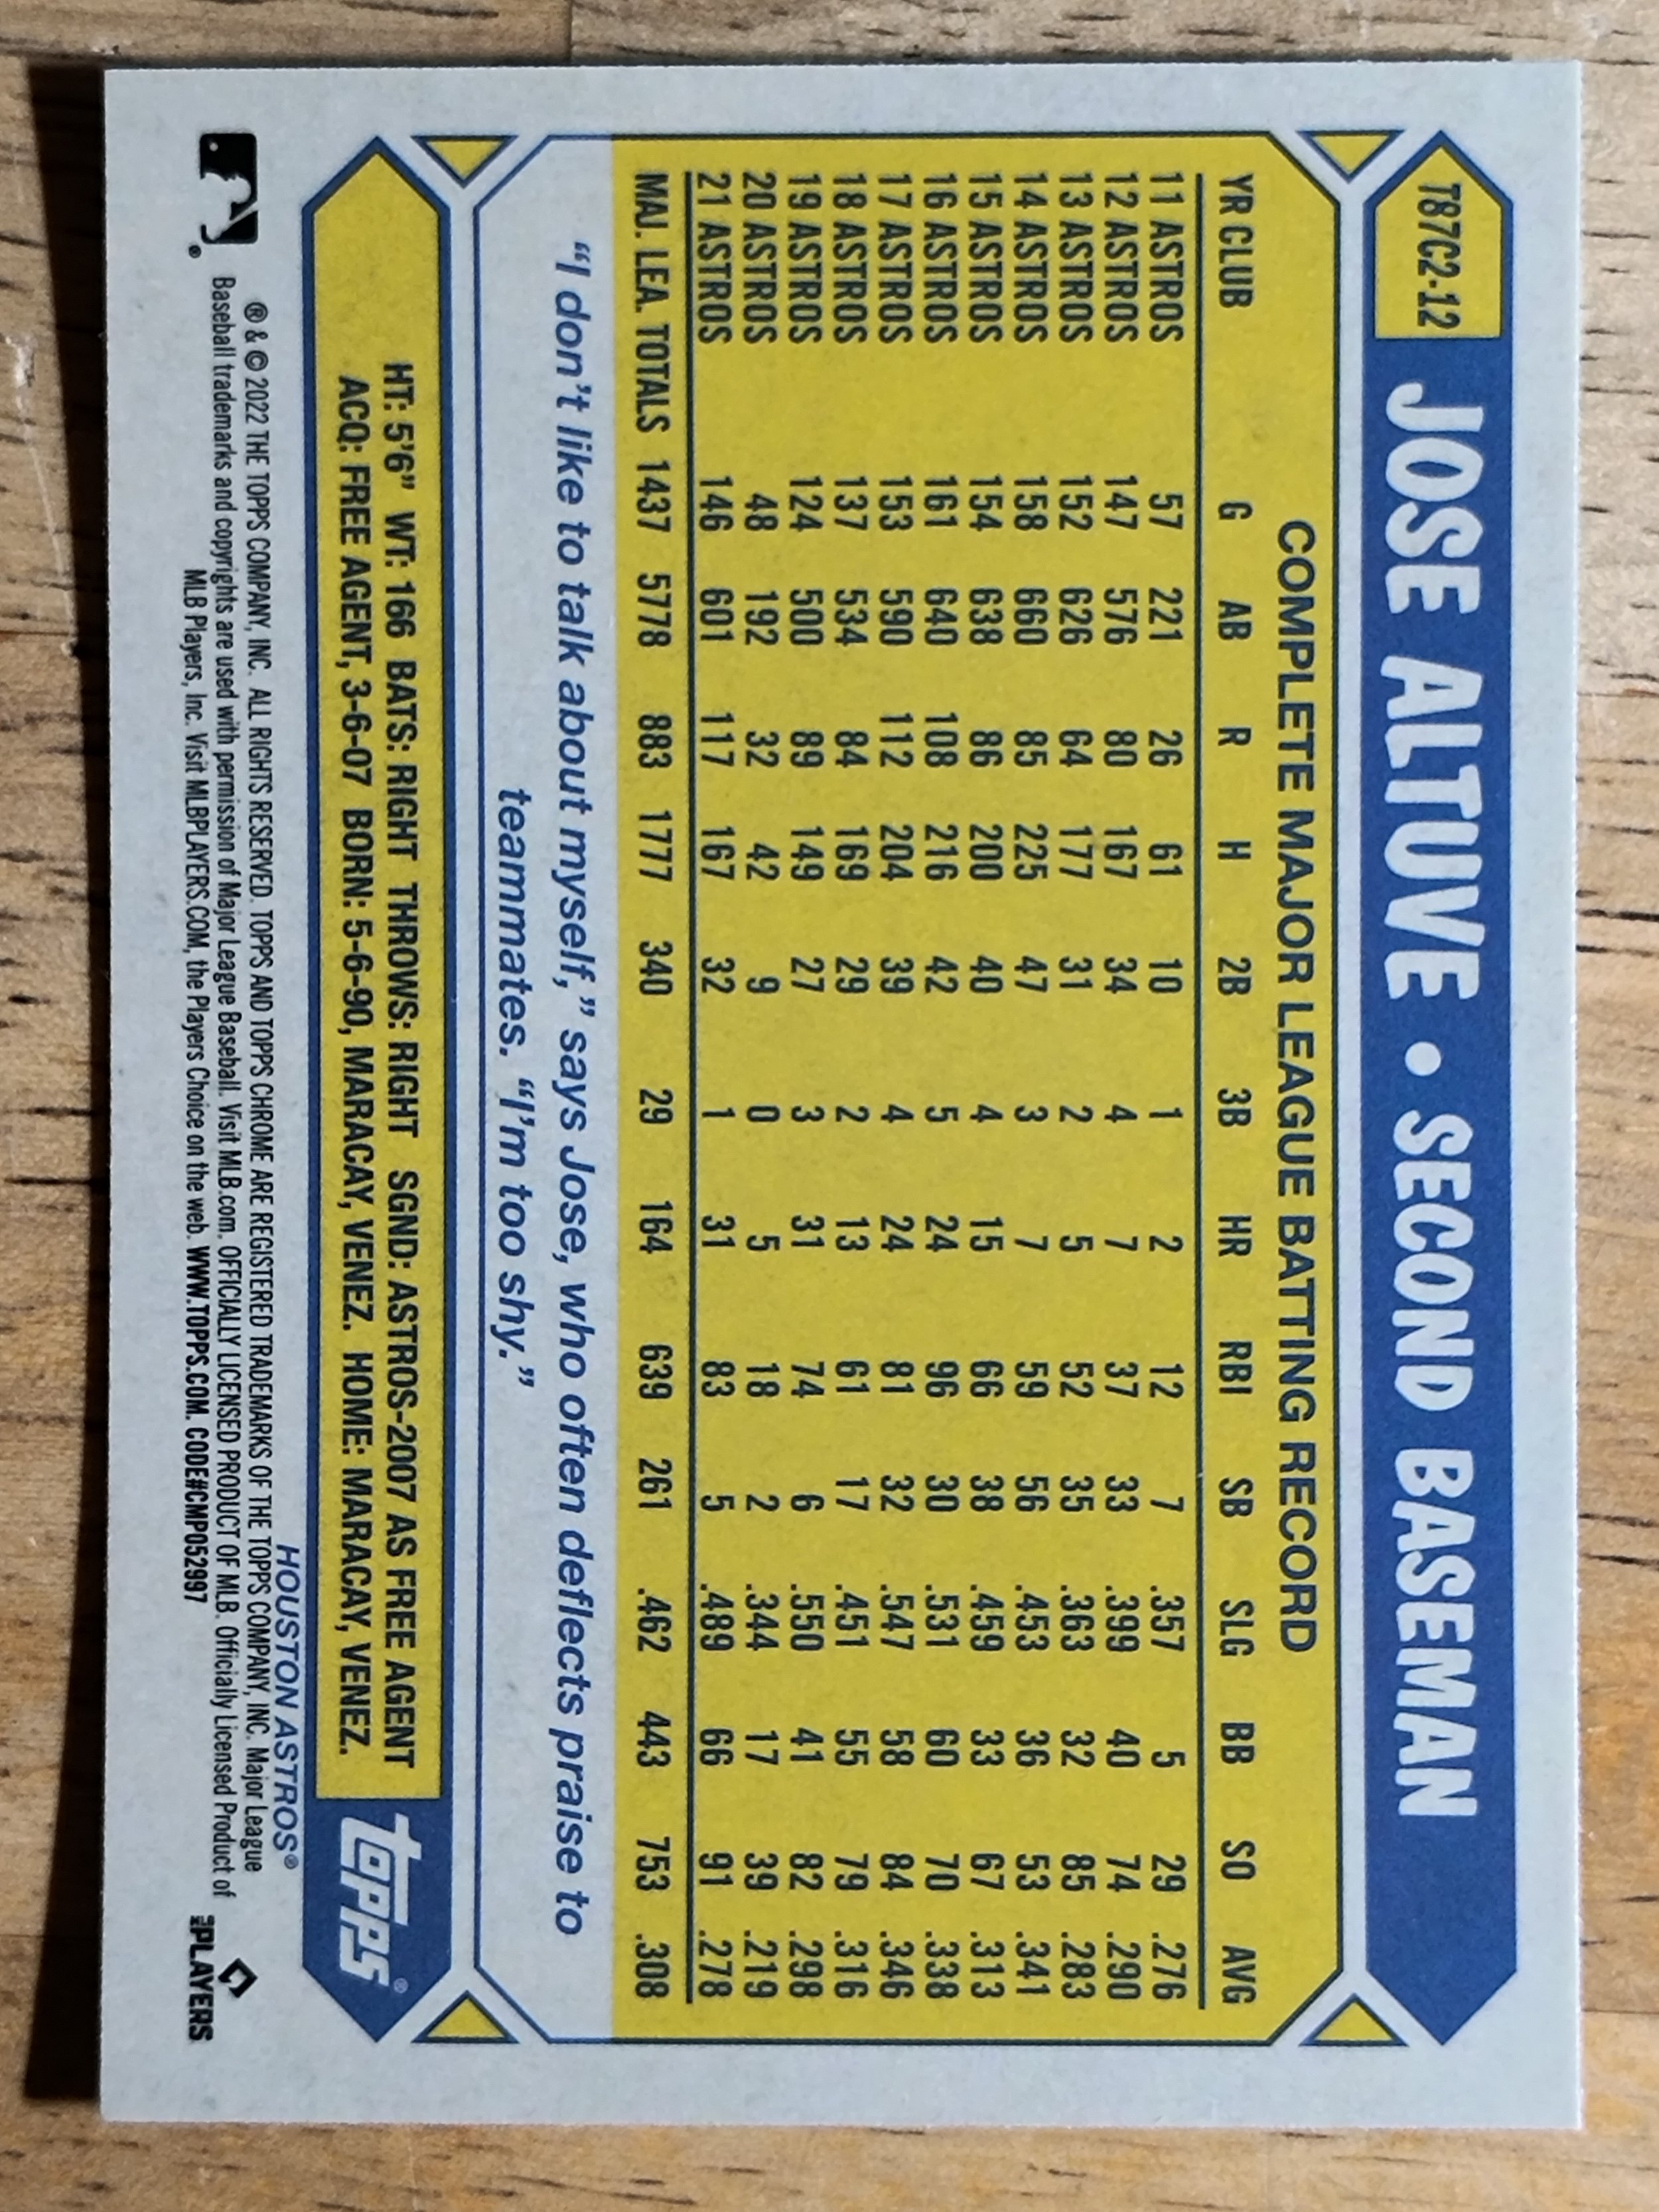 T87C2-12 JOSE ALTUVE • SECOND BASEMAN
COMPLETE MAJOR LEAGUE BATTING RECORD
YR CLUB G AB R H 2B 3B HR RBI SB SLG BB SO AVG
11 ASTROS 57 221 26 61 10 1 2 12 7 .357 5 29 .276
12 ASTROS 147 576 80 167 34 4 7 37 33 .399 40 74 .290
13 ASTROS 152 626 64 177 31 2 5 52 35 .363 32 85 .283
14 ASTROS 158 660 85 225 47 3 7 59 56 .453 36 53 .341
15 ASTROS 154 638 86 200 40 4 15 66 38 .459 33 67 .313
16 ASTROS 161 640 108 216 42 5 24 96 30 .531 60 70 .338
17 ASTROS 153 590 112 204 39 4 24 81 32 .547 58 84 .346
18 ASTROS 137 534 84 169 29 2 13 61 17 .451 55 79 .316
19 ASTROS 124 500 89 149 27 3 31 74 6 .550 41 82 .298
20 ASTROS 48 192 32 42 9 0 5 18 2 .344 17 39 .219
21 ASTROS 146 601 117 167 32 1 31 83 5 .489 66 91 .278
MAJ. LEA. TOTALS 1437 5778 883 1777 340 29 164 639 261 .462 443 753 .308
“I don’t like to talk about myself,” says Jose, who often deflects praise to
teammates. “I’m too shy.”
HT: 5'6" WT: 166 BATS: RIGHT THROWS: RIGHT SGND: ASTROS-2007 AS FREE AGENT
ACQ: FREE AGENT, 3-6-07 BORN: 5-6-90, MARACAY, VENEZ. HOME: MARACAY, VENEZ.
topps®
HOUSTON ASTROS®
® & © 2022 THE TOPPS COMPANY, INC. ALL RIGHTS RESERVED. TOPPS AND TOPPS CHROME ARE REGISTERED TRADEMARKS OF THE TOPPS COMPANY, INC. Major League
Baseball trademarks and copyrights are used with permission of Major League Baseball. Visit MLB.com. OFFICIALLY LICENSED PRODUCT OF MLB. Officially Licensed Product of
MLB Players, Inc. Visit MLBPLAYERS.COM, the Players Choice on the web. WWW.TOPPS.COM. CODE#CMP052997
MLB PLAYERS